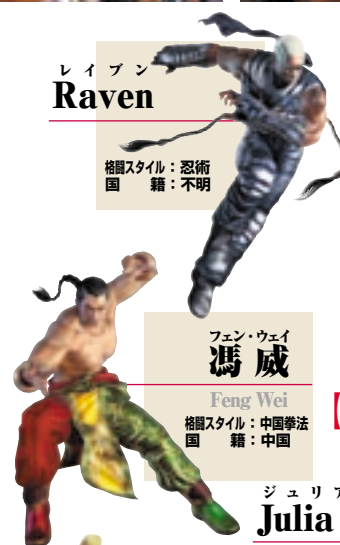 レイブン
Raven
格闘スタイル：忍術
国　　籍：不明
フェン・ウェイ
馮 威
Feng Wei
格闘スタイル：中国拳法
国　　籍：中国
【
ジュリア
Julia